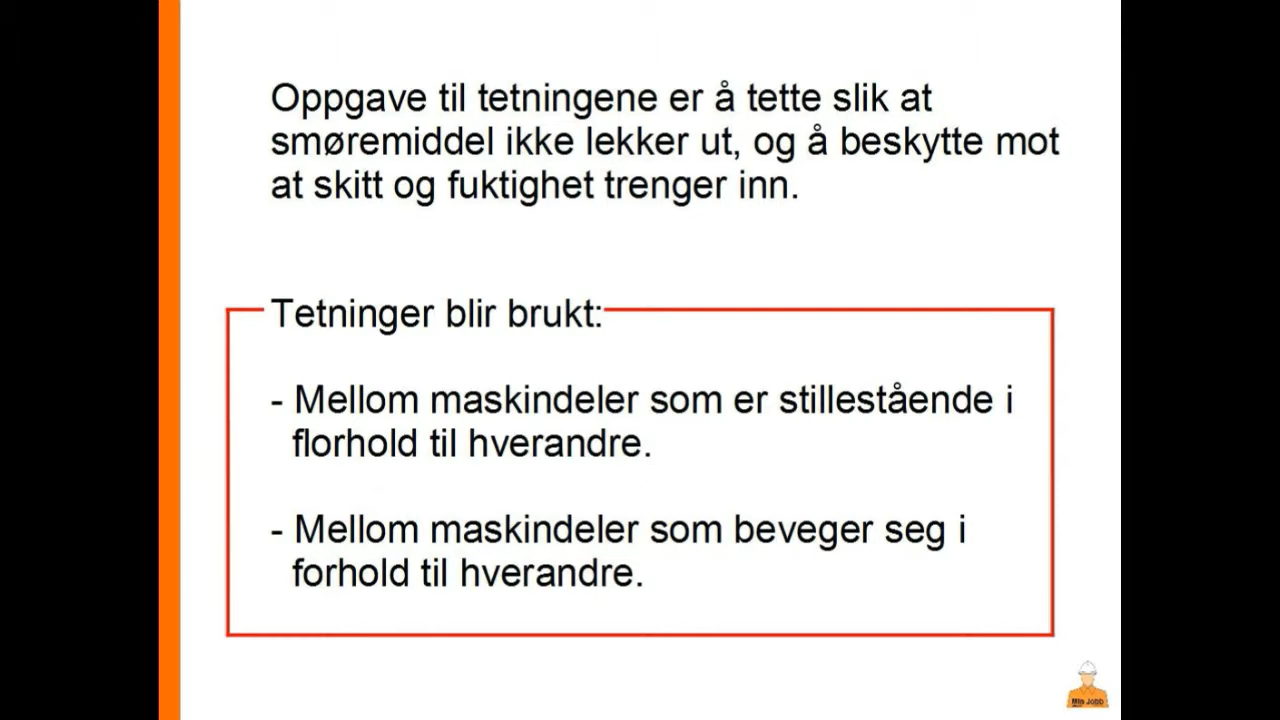 Oppgave til tetningene er å tette slik at
smøremiddel ikke lekker ut, og å beskytte mot
at skitt og fuktighet trenger inn.
Tetninger blir brukt:
- Mellom maskindeler som er stillestående i
florhold til hverandre.
- Mellom maskindeler som beveger seg i
forhold til hverandre.
Min Jobb